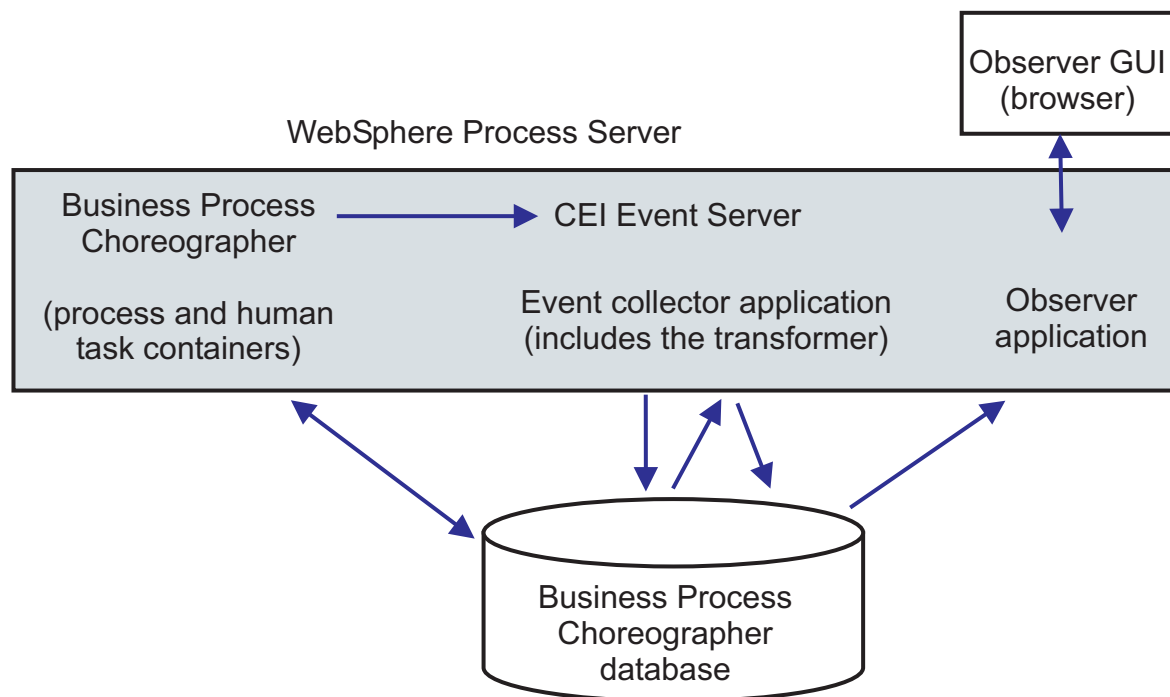 Observer GUI
(browser)
WebSphere Process Server
Business Process
Choreographer
CEI Event Server
(process and human
task containers)
Event collector application
(includes the transformer)
Observer
application
Business Process
Choreographer
database